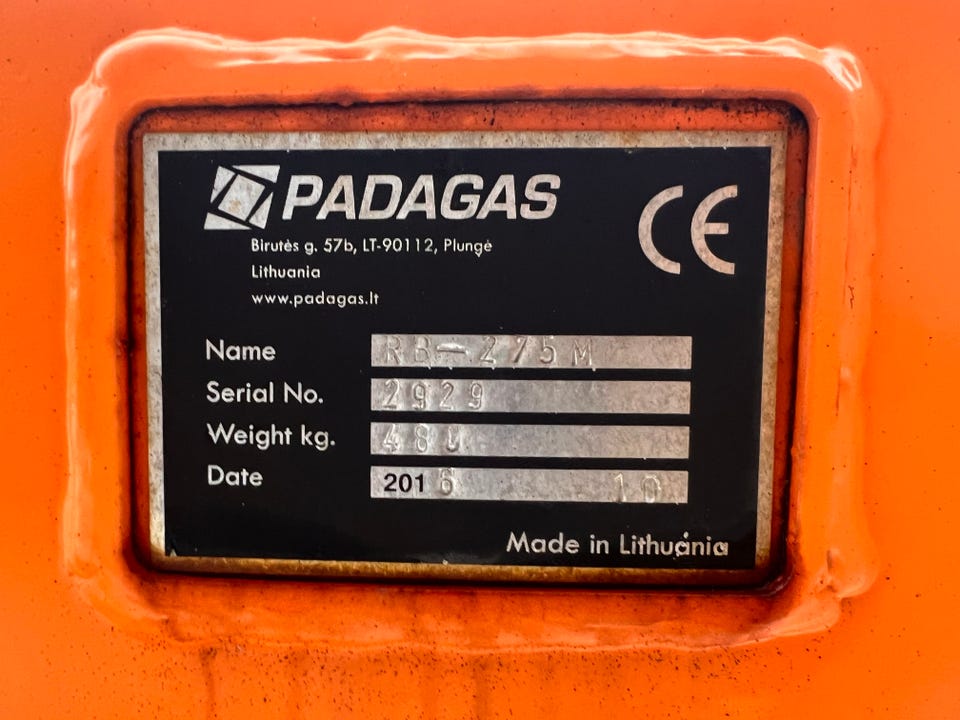 PADAGAS
CE
Birutės g. 57b, LT-90112, Plungė
Lithuania
www.padagas.lt
Name RB-275M
Serial No. 2929
Weight kg. 480
Date 2016 10
Made in Lithuania